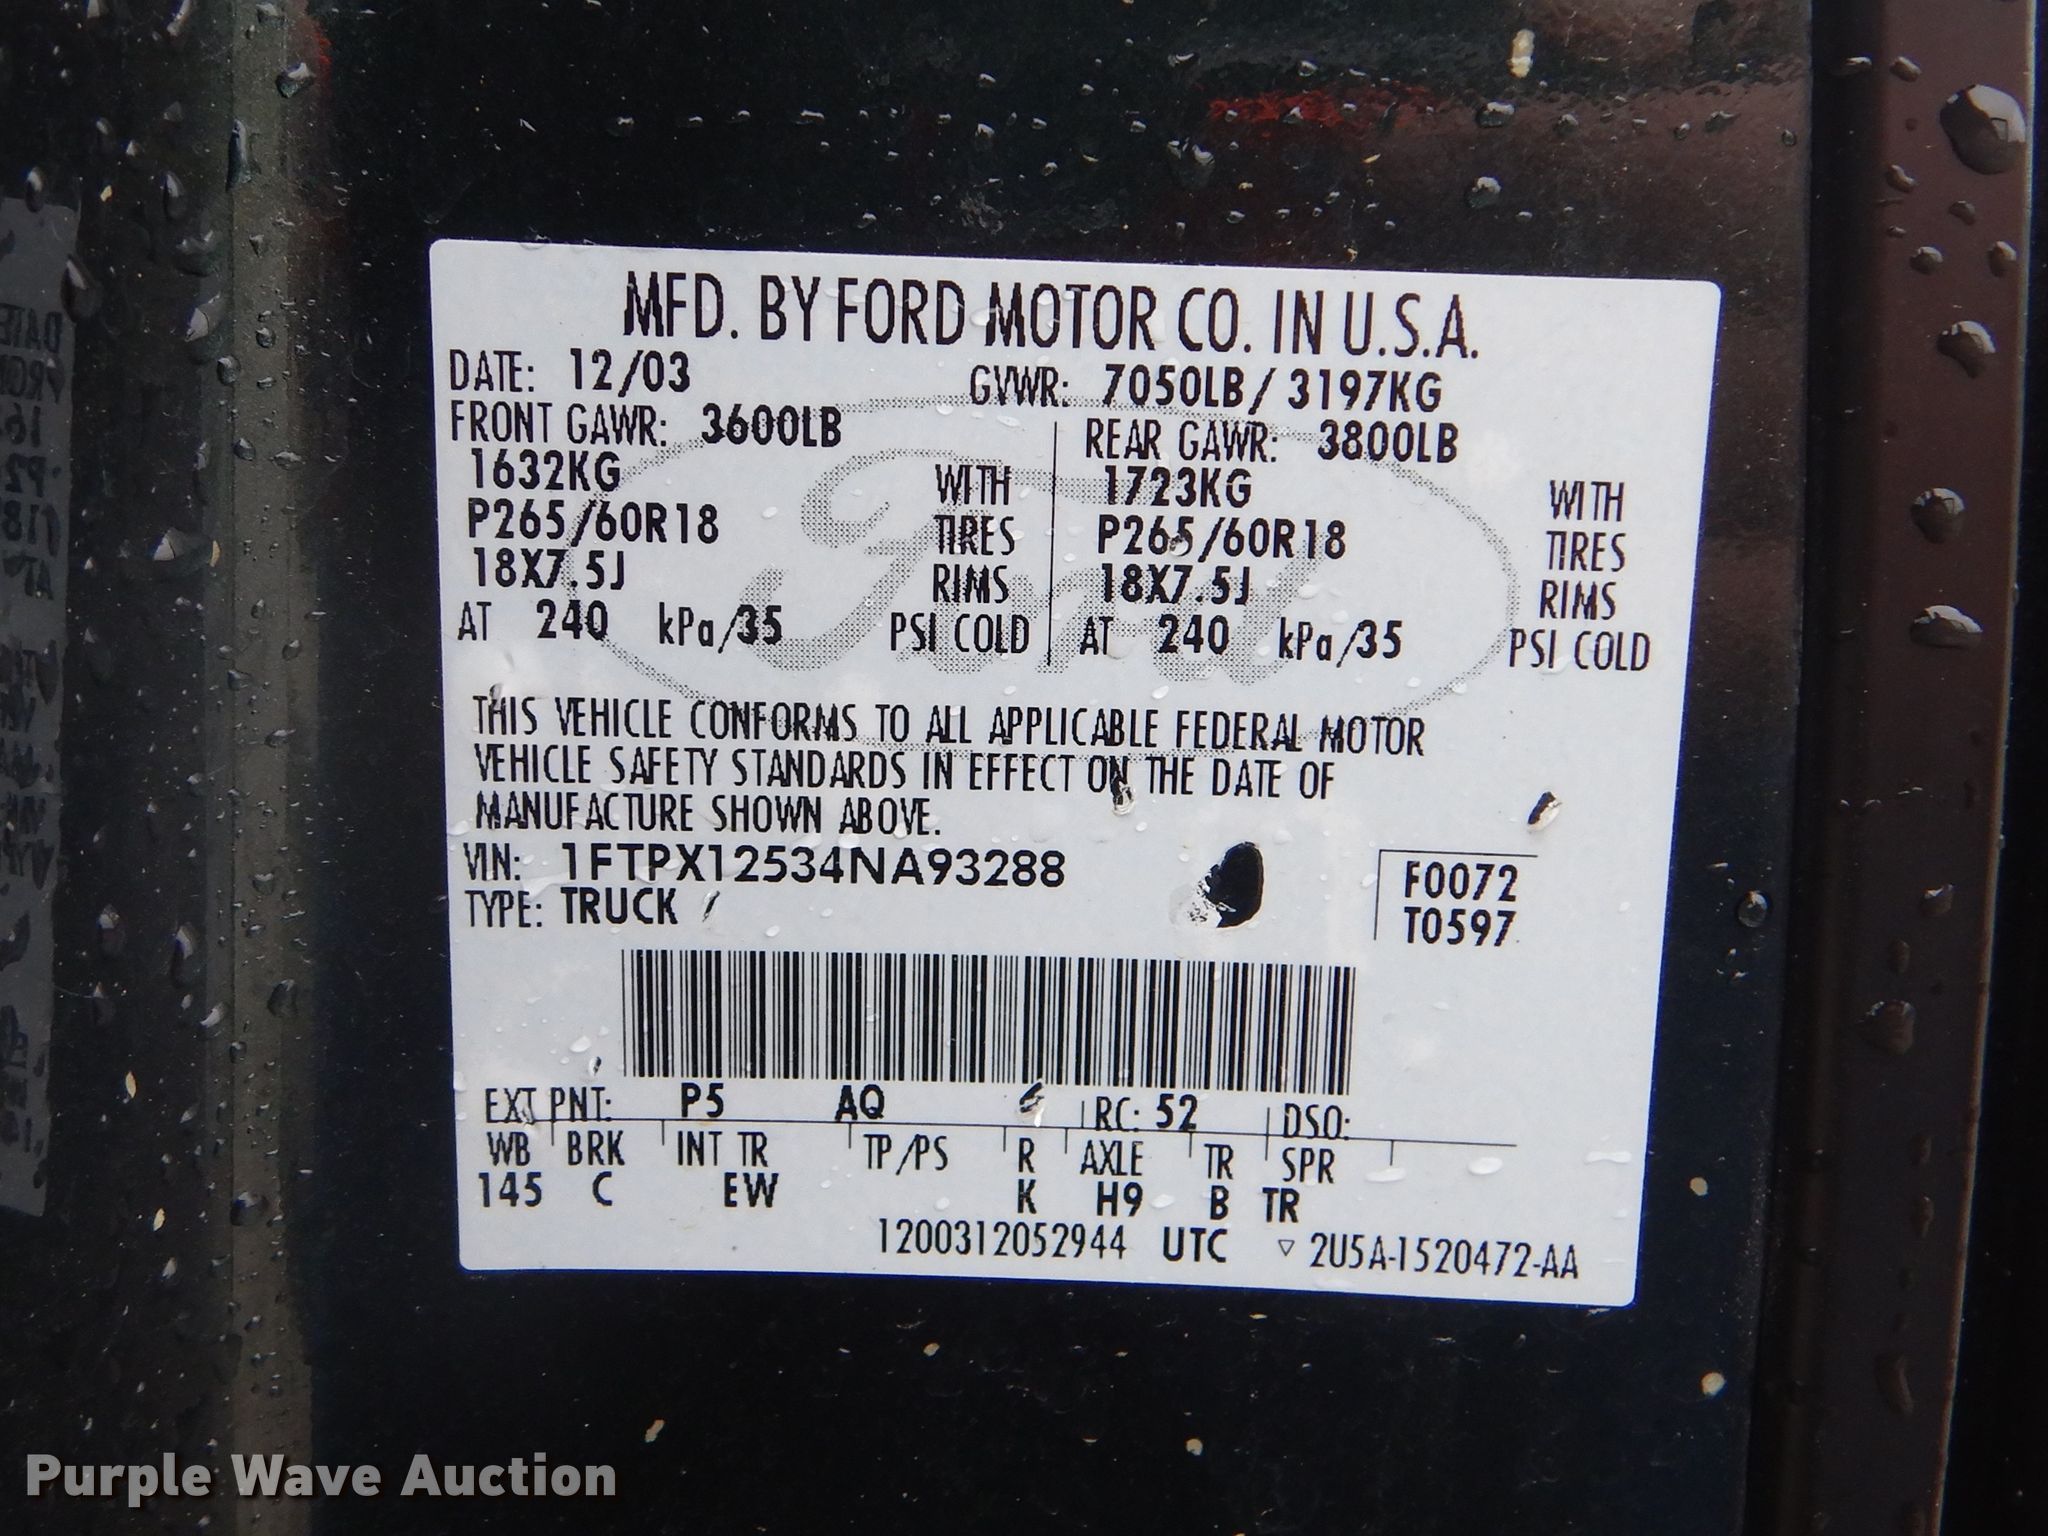 MFD. BY FORD MOTOR CO. IN U.S.A.
DATE: 12/03 GVWR: 7050LB/ 3197KG
FRONT GAWR: 3600LB REAR GAWR: 3800LB
1632KG WITH 1723KG WITH
P265/60R18 TIRES P265/60R18 TIRES
18X7.5J RIMS 18X7.5J RIMS
AT 240 kPa/35 PSI COLD AT 240 kPa/35 PSI COLD
THIS VEHICLE CONFORMS TO ALL APPLICABLE FEDERAL MOTOR
VEHICLE SAFETY STANDARDS IN EFFECT ON THE DATE OF
MANUFACTURE SHOWN ABOVE.
VIN: 1FTPX12534NA93288 F0072
TYPE: TRUCK T0597
EXT PNT: P5 AQ RC: 52 DSO:
WB BRK INT TR TP/PS R AXLE TR SPR
145 C EW K H9 B TR
1200312052944 UTC ▽ 2U5A-1520472-AA
Purple Wave Auction